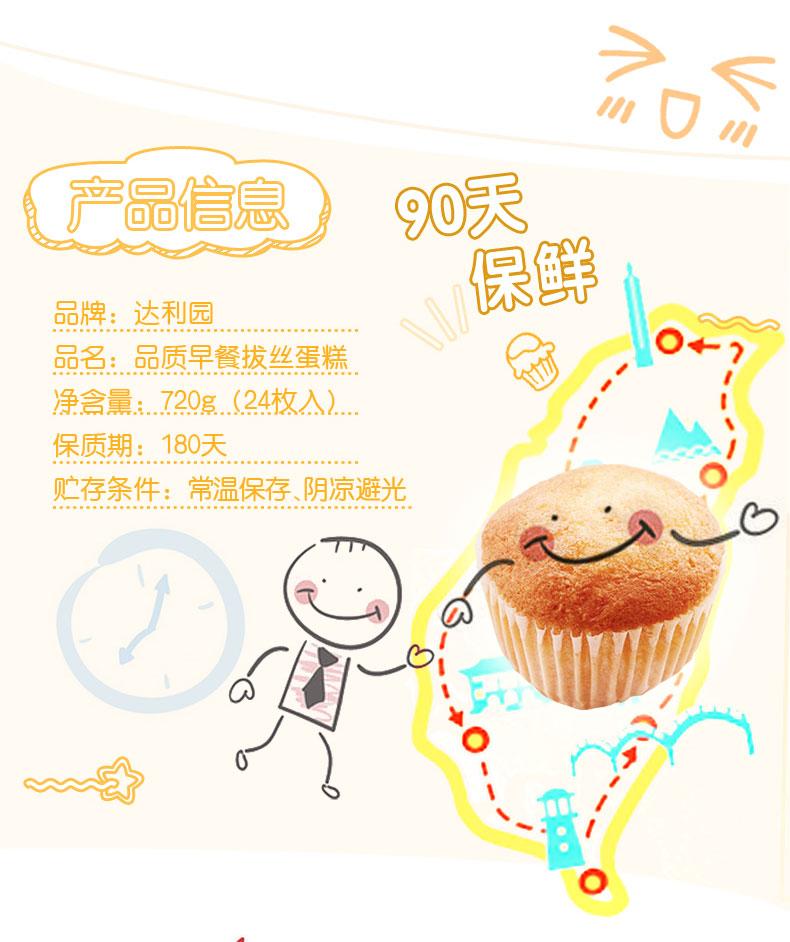 产品信息
90天
保鲜
品牌：达利园
品名：品质早餐拔丝蛋糕
净含量：720g（24枚入）
保质期：180天
贮存条件：常温保存、阴凉避光